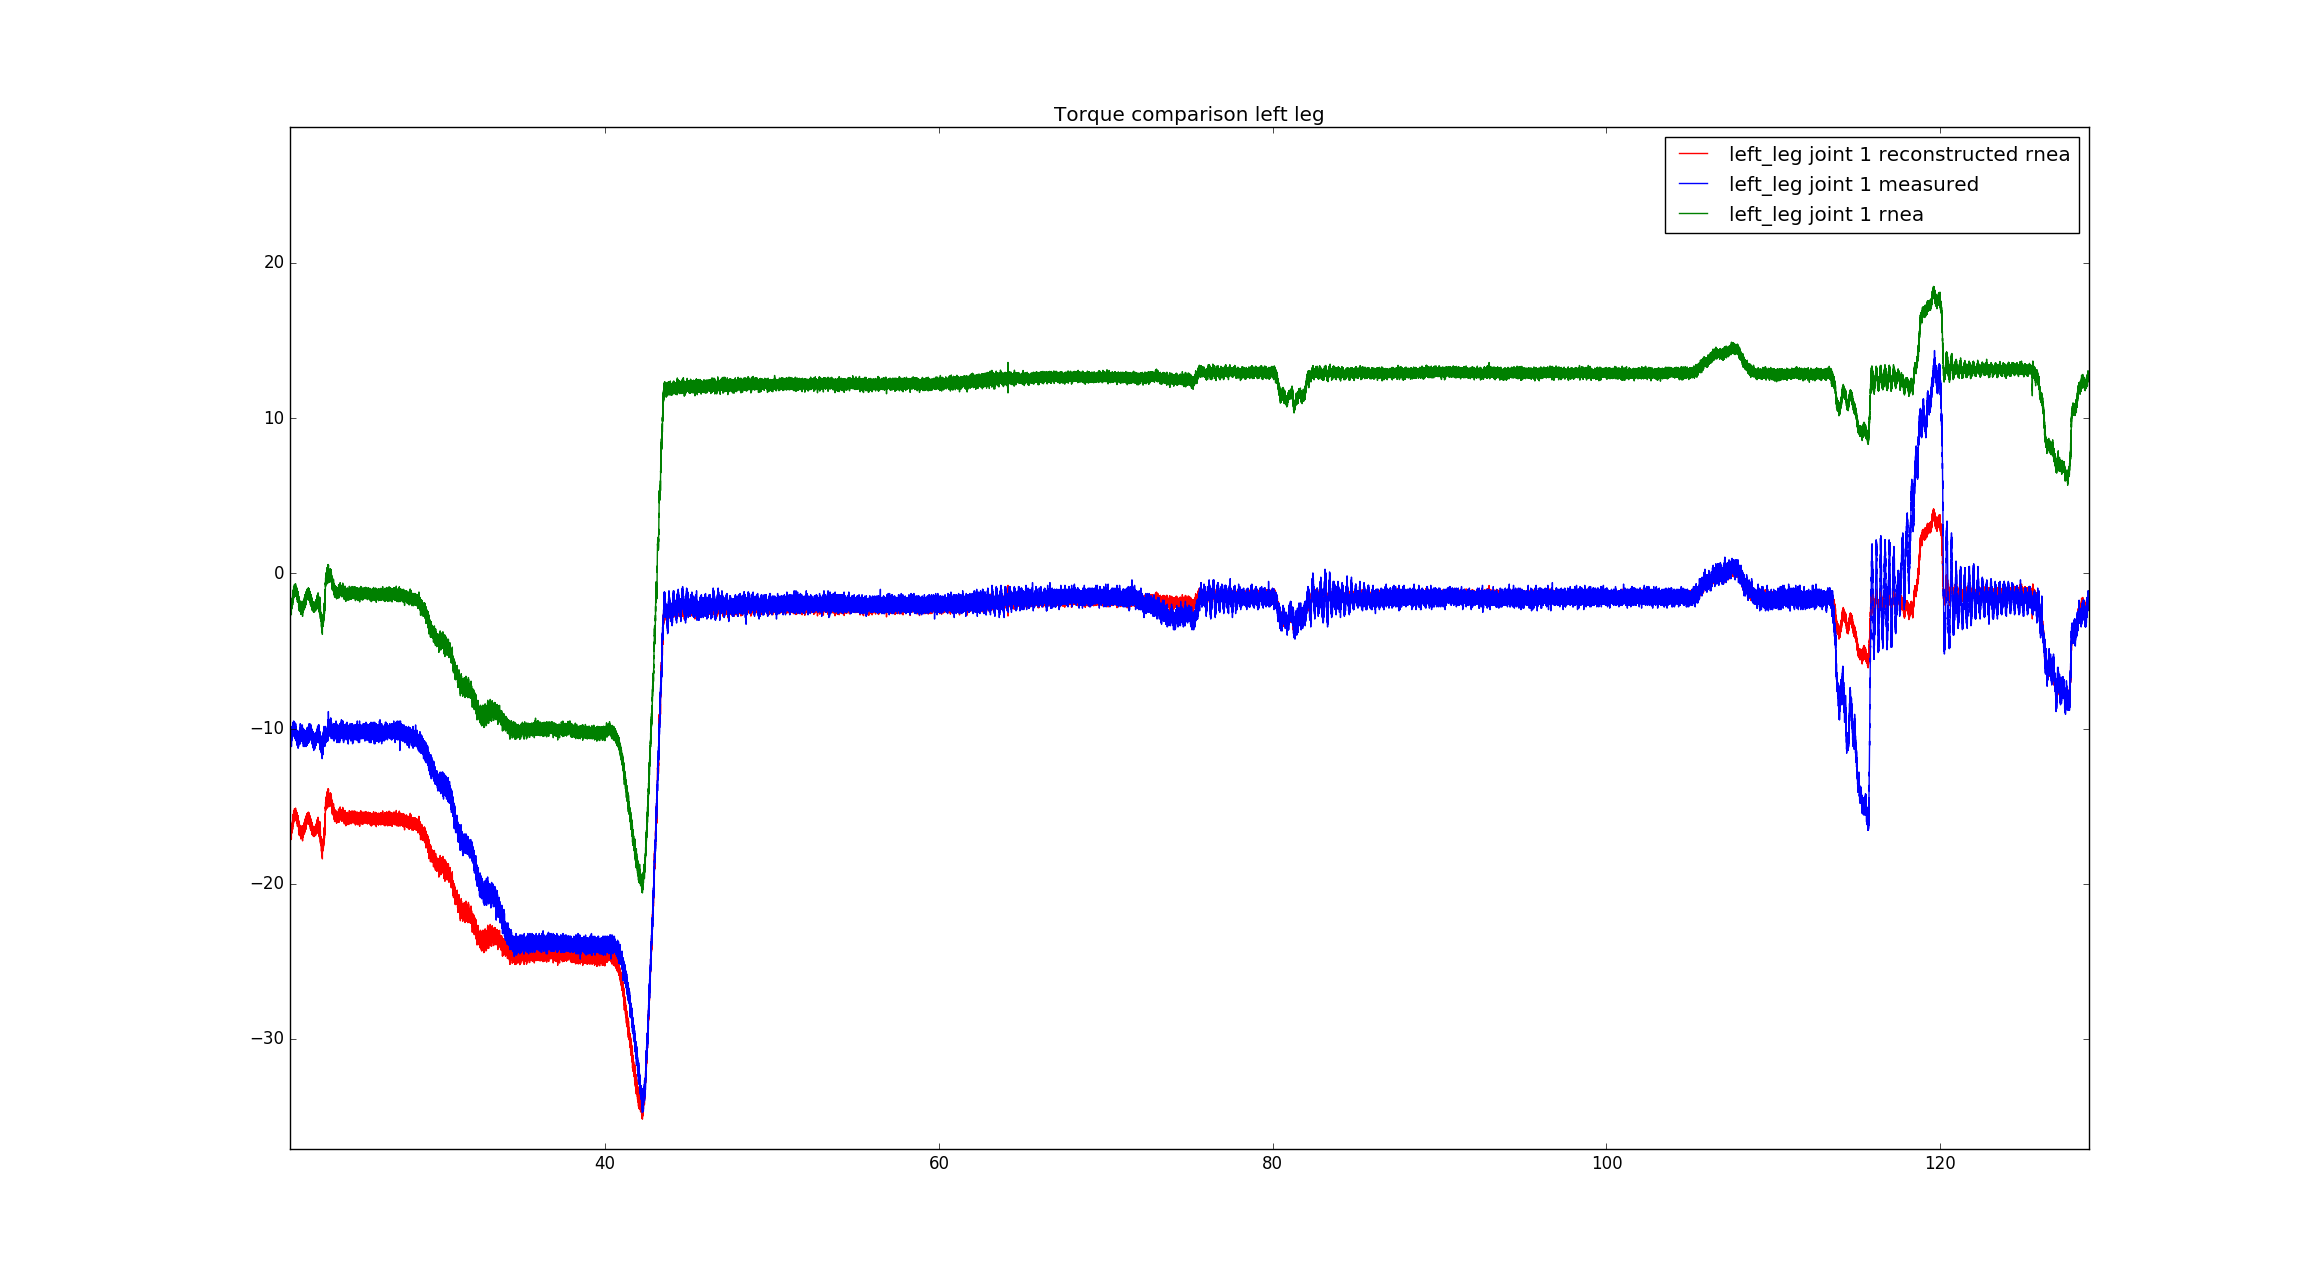 Torque comparison left leg
left_leg joint 1 reconstructed rnea
left_leg joint 1 measured
left_leg joint 1 rnea
20
10
0
−10
−20
−30
40 60 80 100 120